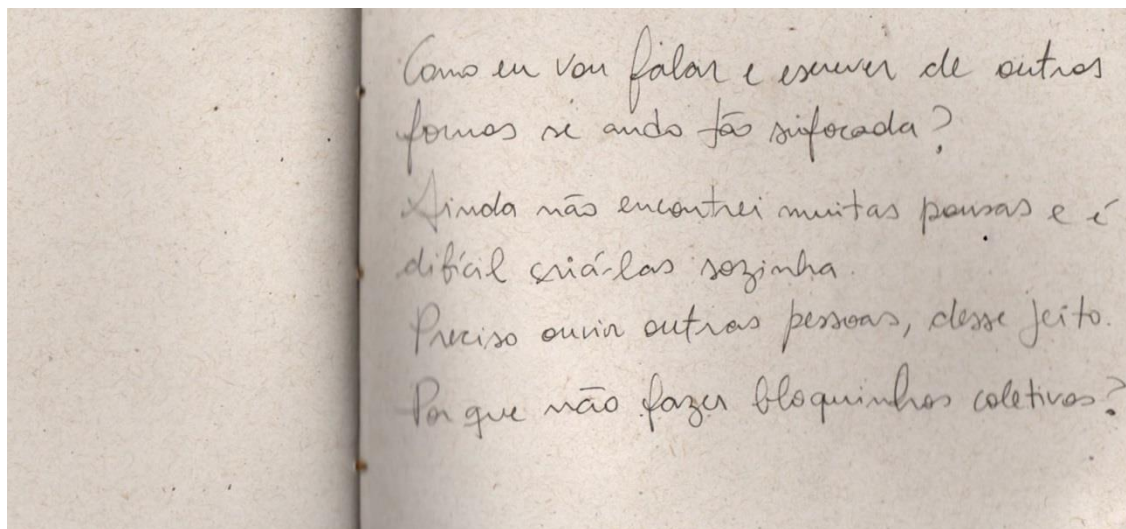 Como eu vou falar e escrever de outras
formas se ando tão sufocada?
Ainda não encontrei muitas pausas e é
difícil criá-las sozinha.
Preciso ouvir outras pessoas, desse jeito.
Por que não fazer bloquinhos coletivos?